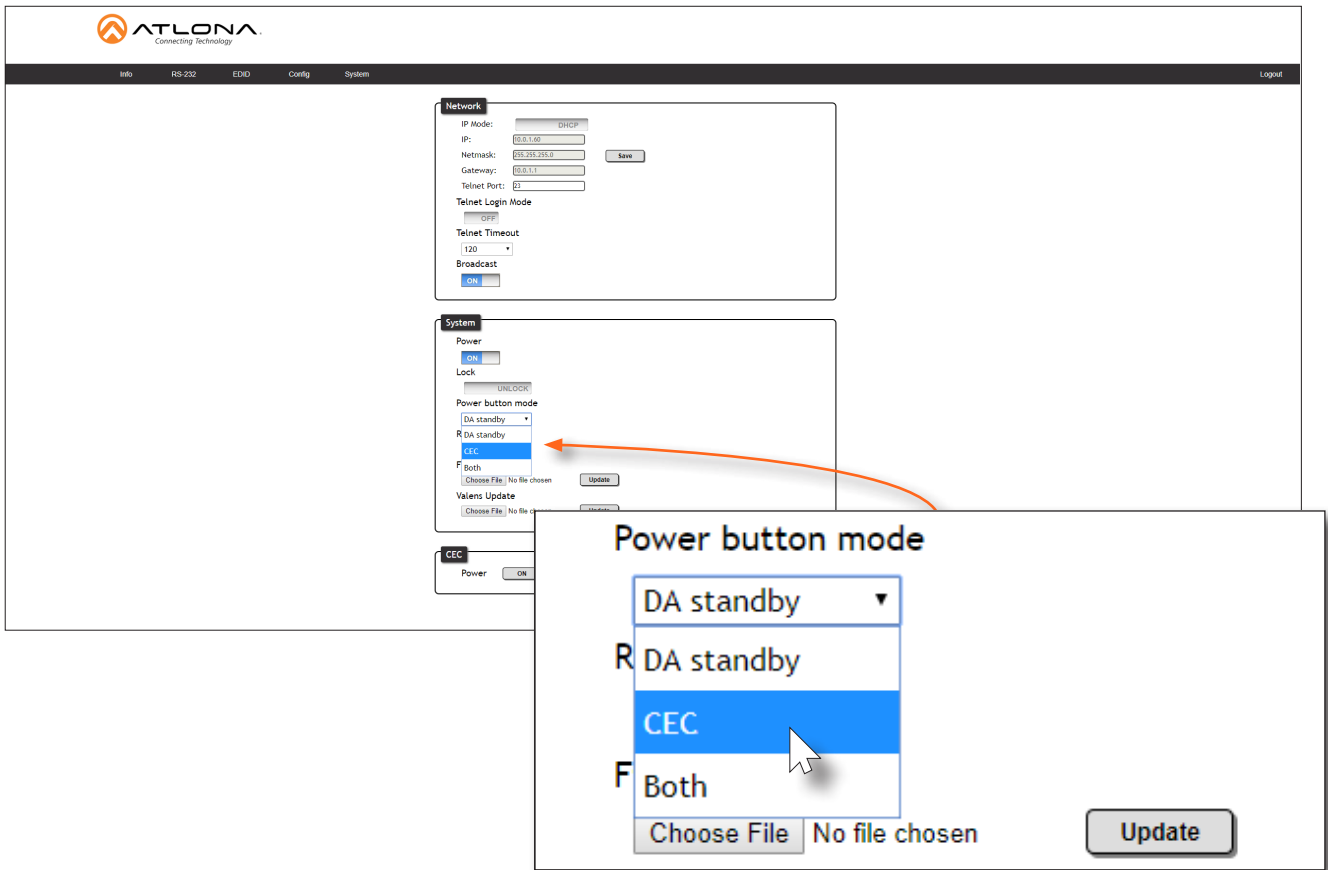 ATLONA.
Connecting Technology
Info RS-232 EDID Config System Logout
Network
IP Mode: DHCP
IP: 10.0.1.60
Netmask: 255.255.255.0 Save
Gateway: 10.0.1.1
Telnet Port: 23
Telnet Login Mode
OFF
Telnet Timeout
120
Broadcast
ON
System
Power
ON
Lock
UNLOCK
Power button mode
DA standby
R DA standby
CEC
F Both
Choose File No file chosen Update
Valens Update
Choose File No file
CEC
Power ON
Power button mode
DA standby
R DA standby
CEC
F Both
Choose File No file chosen Update